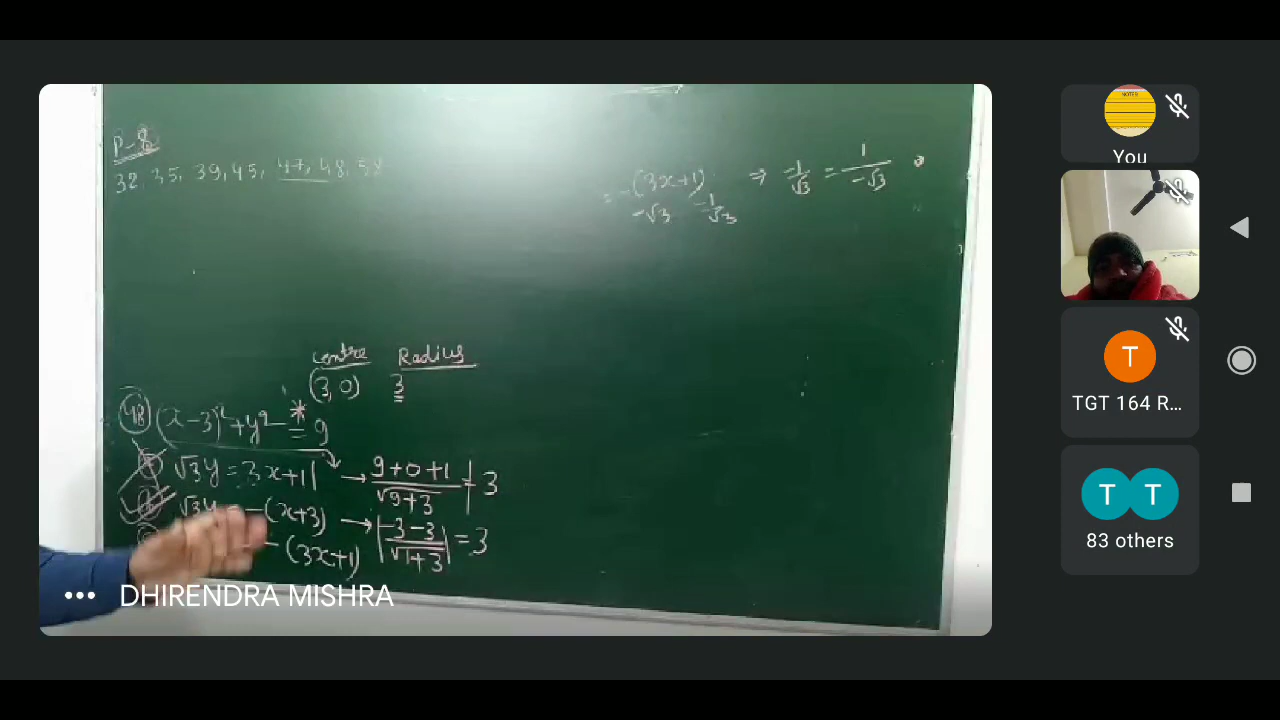 P-8
32, 35, 39, 45, 47, 48, 58
= -(3x+1) ⇒ -1/√3 = 1/-√3
-√3 -1/√3
Centre Radius
(3,0) 3
48 (x-3)²+y² = 9
√3y = 3x+1 → 9+0+1/√9+3 ≠ 3
√3y = -(x+3) → |-3-3/√1+3| = 3
-(3x+1)
DHIRENDRA MISHRA
NOTES
You
T
TGT 164 R...
T T
83 others